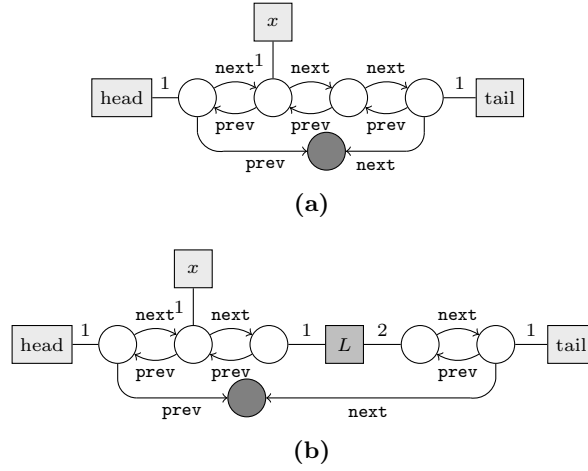 x
head 1 next 1 next next 1 tail
prev prev prev
prev next
(a)
x
head 1 next 1 next 1 L 2 next 1 tail
prev prev prev
prev next
(b)